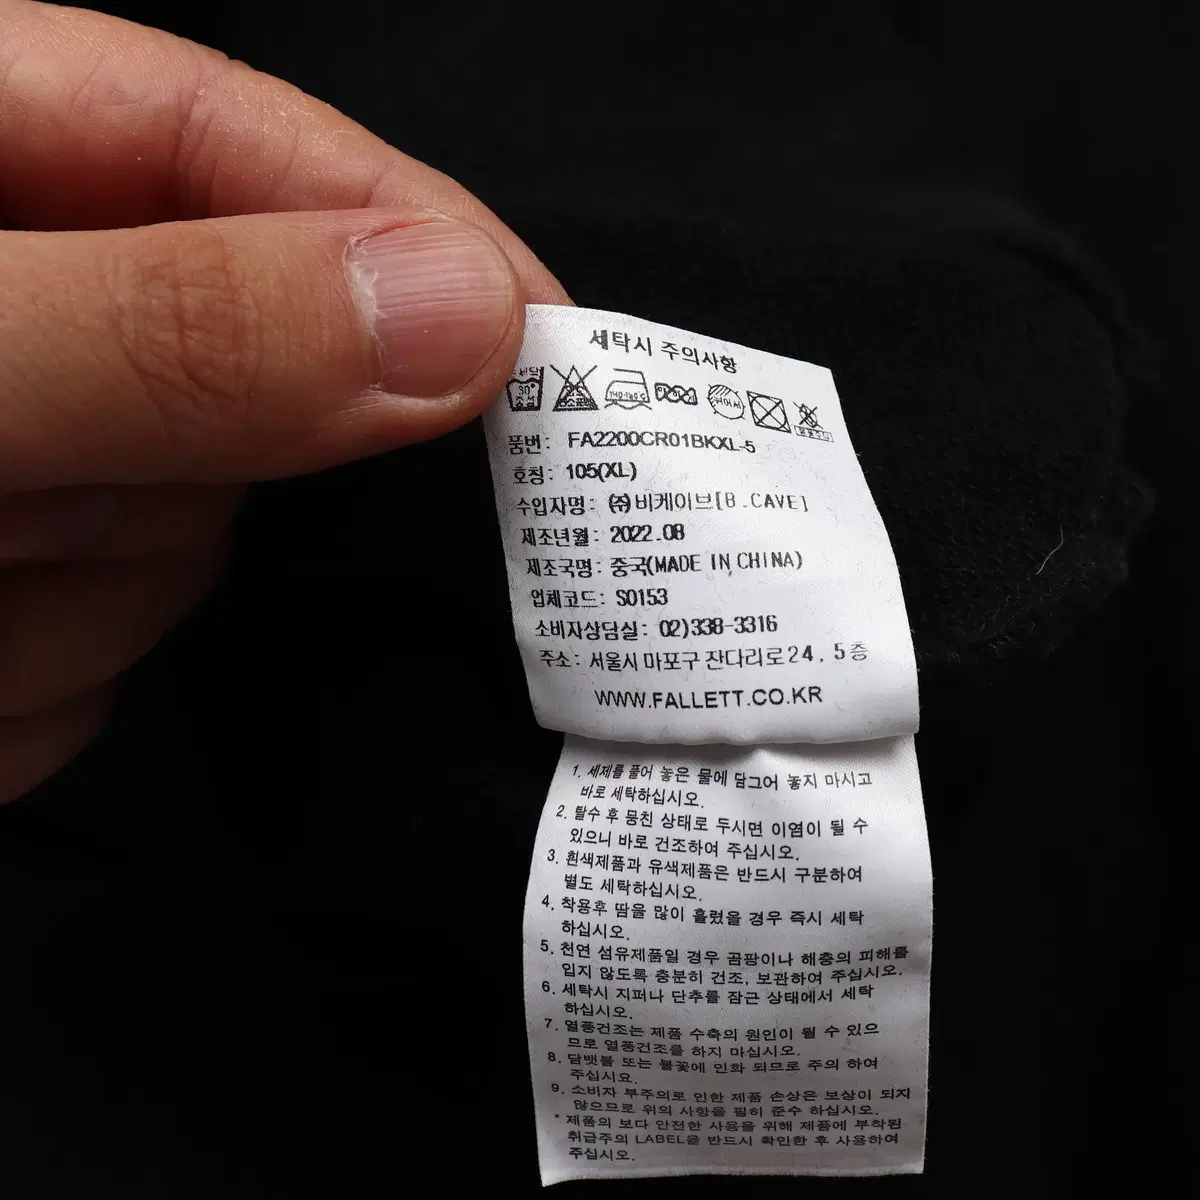 세탁시 주의사항
30°
중성
품번: FA2200CR01BKXL-5
호칭: 105(XL)
수입자명: ㈜비케이브[B.CAVE]
제조년월: 2022.08
제조국명: 중국(MADE IN CHINA)
업체코드: S0153
소비자상담실: 02)338-3316
주소: 서울시 마포구 잔다리로24, 5층
WWW.FALLETT.CO.KR
1. 세제를 풀어 놓은 물에 담그어 놓지 마시고
바로 세탁하십시오.
2. 탈수 후 뭉친 상태로 두시면 이염이 될 수
있으니 바로 건조하여 주십시오.
3. 흰색제품과 유색제품은 반드시 구분하여
별도 세탁하십시오.
4. 착용후 땀을 많이 흘렸을 경우 즉시 세탁
하십시오.
5. 천연 섬유제품일 경우 곰팡이나 해충의 피해를
입지 않도록 충분히 건조, 보관하여 주십시오.
6. 세탁시 지퍼나 단추를 잠근 상태에서 세탁
하십시오.
7. 열풍건조는 제품 수축의 원인이 될 수 있으
므로 열풍건조를 하지 마십시오.
8. 담뱃불 또는 불꽃에 인화 되므로 주의 하여
주십시요.
9. 소비자 부주의로 인한 제품 손상은 보상이 되지
않으므로 위의 사항을 필히 준수 하십시오.
* 제품의 보다 안전한 사용을 위해 제품에 부착된
취급주의 LABEL을 반드시 확인한 후 사용하여
주십시오.